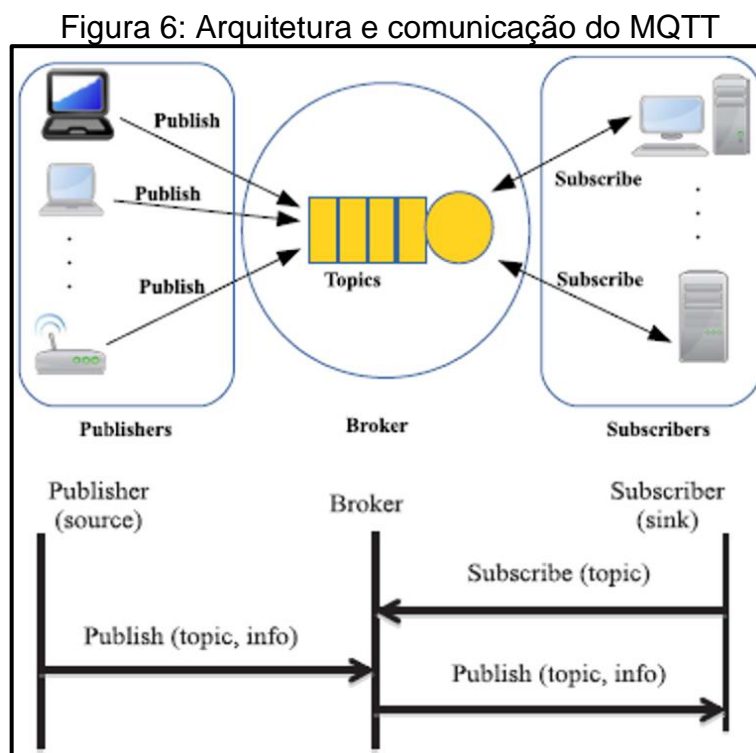 Figura 6: Arquitetura e comunicação do MQTT
Publish
Publish
Publish
Topics
Subscribe
Subscribe
Publishers
Broker
Subscribers
Publisher
(source)
Broker
Subscriber
(sink)
Subscribe (topic)
Publish (topic, info)
Publish (topic, info)